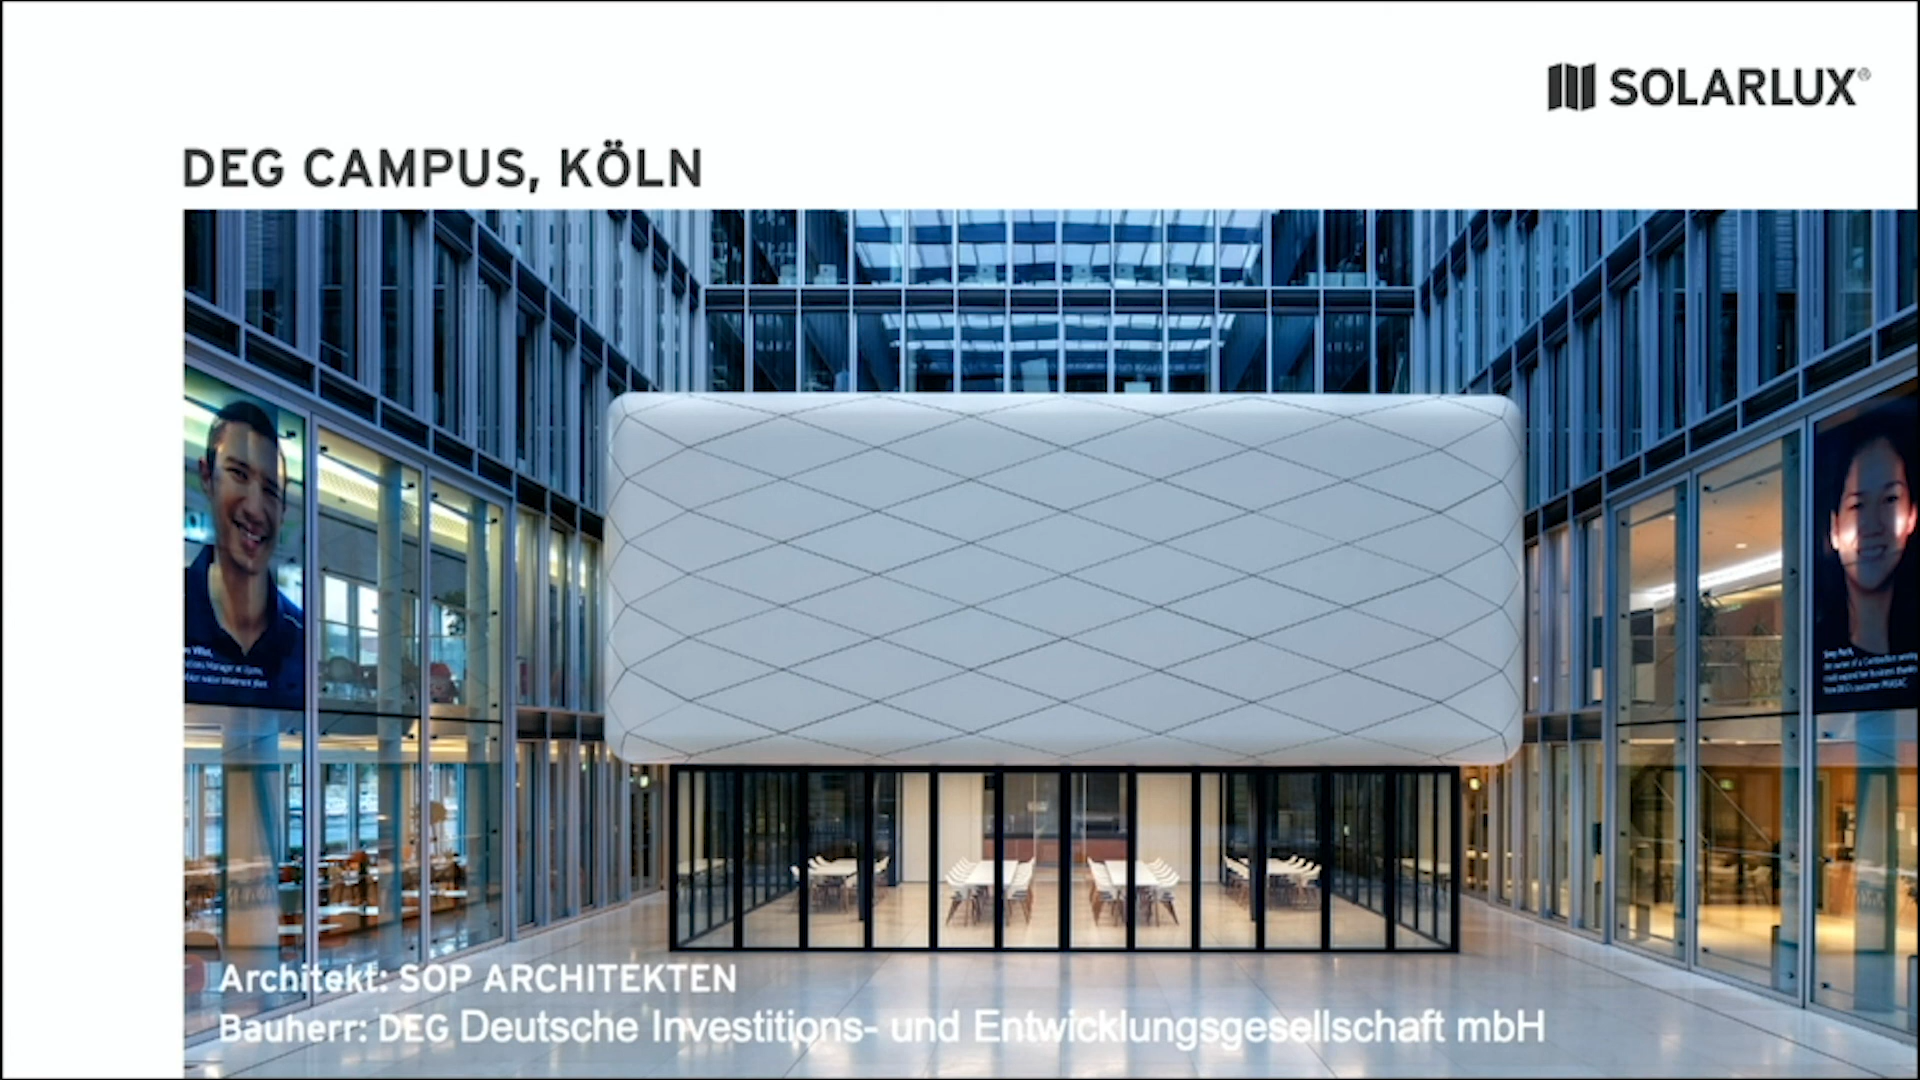 SOLARLUX®
DEG CAMPUS, KÖLN
Architekt: SOP ARCHITEKTEN
Bauherr: DEG Deutsche Investitions- und Entwicklungsgesellschaft mbH